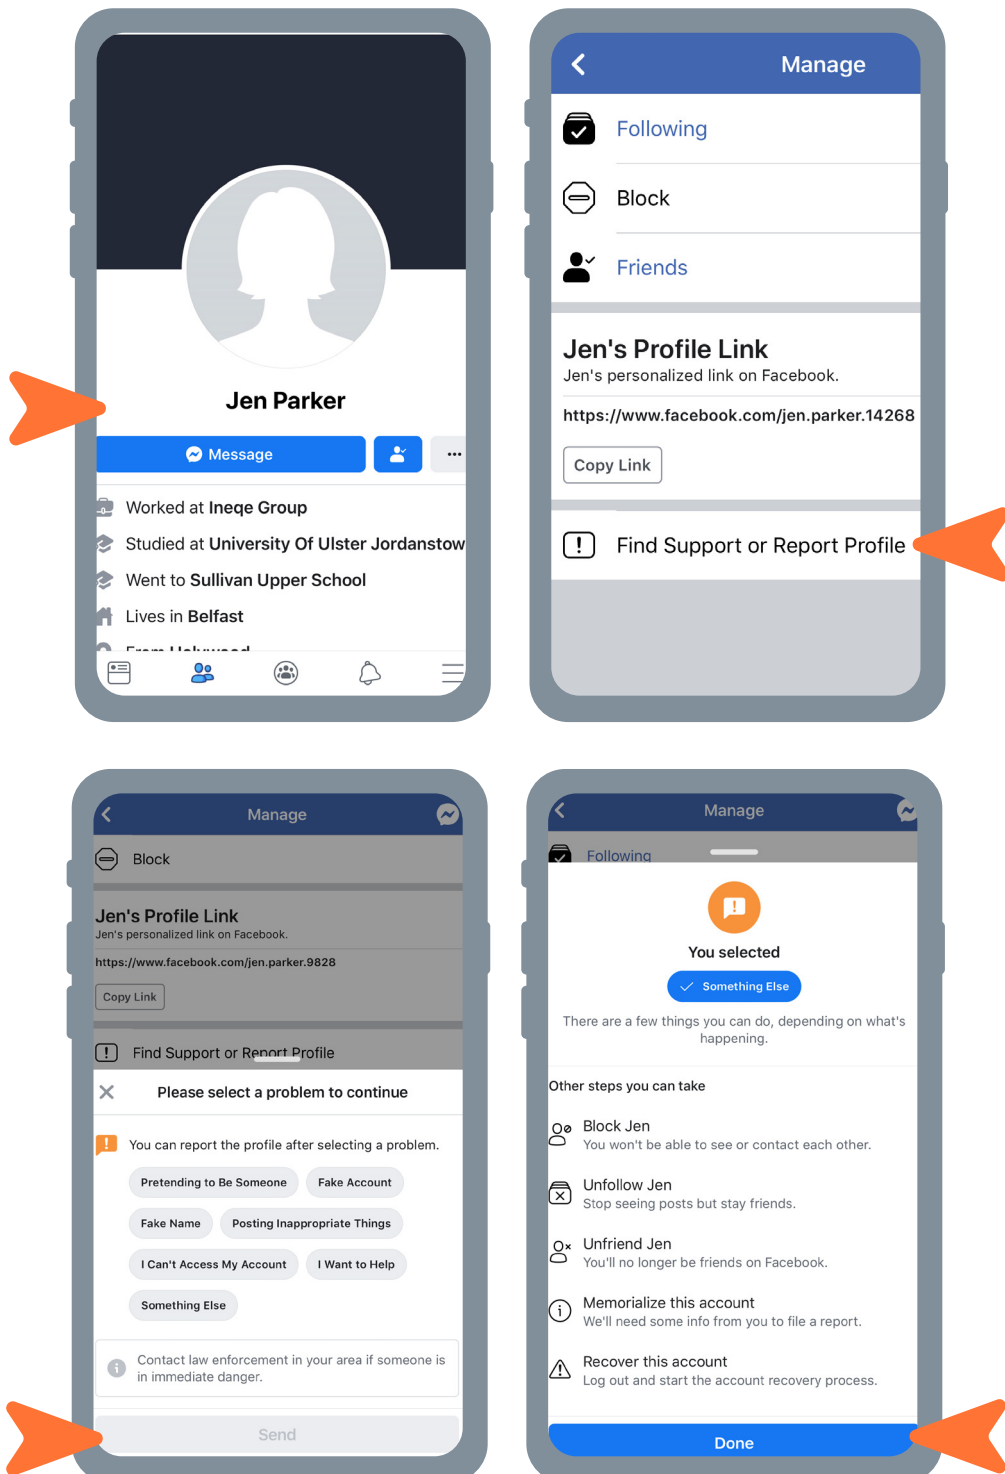 Jen Parker
Message
Worked at Ineqe Group
Studied at University Of Ulster Jordanstow
Went to Sullivan Upper School
Lives in Belfast
From Holywood
Manage
Following
Block
Friends
Jen's Profile Link
Jen's personalized link on Facebook.
https://www.facebook.com/jen.parker.14268
Copy Link
Find Support or Report Profile
Manage
Block
Jen's Profile Link
Jen's personalized link on Facebook.
https://www.facebook.com/jen.parker.9828
Copy Link
Find Support or Report Profile
Please select a problem to continue
You can report the profile after selecting a problem.
Pretending to Be Someone Fake Account
Fake Name Posting Inappropriate Things
I Can't Access My Account I Want to Help
Something Else
Contact law enforcement in your area if someone is
in immediate danger.
Send
Manage
Following
You selected
Something Else
There are a few things you can do, depending on what's
happening.
Other steps you can take
Block Jen
You won't be able to see or contact each other.
Unfollow Jen
Stop seeing posts but stay friends.
Unfriend Jen
You'll no longer be friends on Facebook.
Memorialize this account
We'll need some info from you to file a report.
Recover this account
Log out and start the account recovery process.
Done